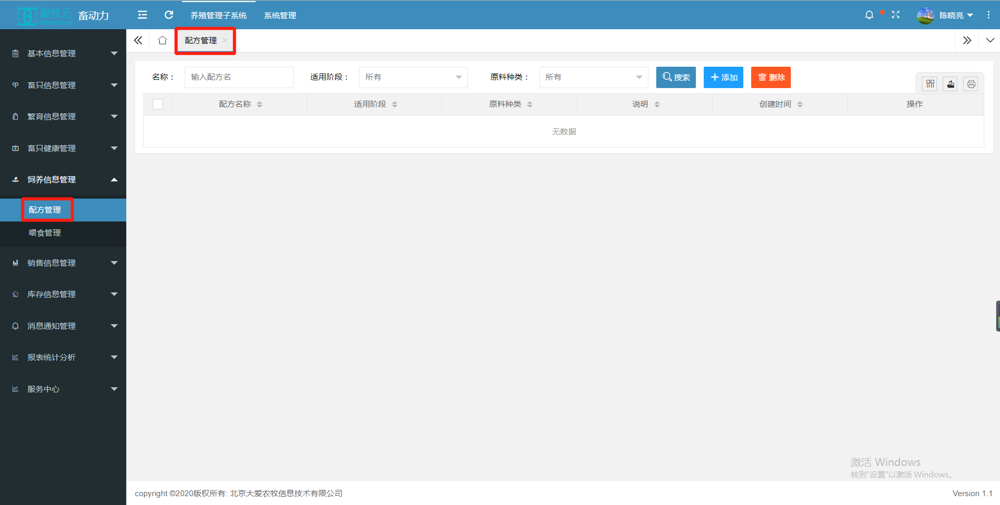 爱牧云
amorcloud
畜动力
养殖管理子系统
系统管理
陈晓亮
配方管理
基本信息管理
畜只信息管理
繁育信息管理
畜只健康管理
饲养信息管理
配方管理
喂食管理
销售信息管理
库存信息管理
消息通知管理
报表统计分析
服务中心
名称： 输入配方名 适用阶段： 所有 原料种类： 所有 搜索 添加 删除
配方名称 适用阶段 原料种类 说明 创建时间 操作
无数据
激活 Windows
转到“设置”以激活 Windows。
copyright ©2020版权所有: 北京大爱农牧信息技术有限公司
Version 1.1